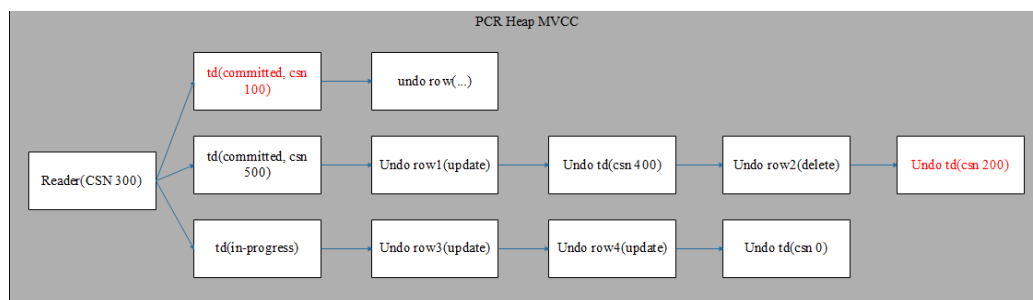 PCR Heap MVCC
td(committed, csn
100)
undo row(...)
Reader(CSN 300)
td(committed, csn
500)
Undo row1(update)
Undo td(csn 400)
Undo row2(delete)
Undo td(csn 200)
td(in-progress)
Undo row3(update)
Undo row4(update)
Undo td(csn 0)